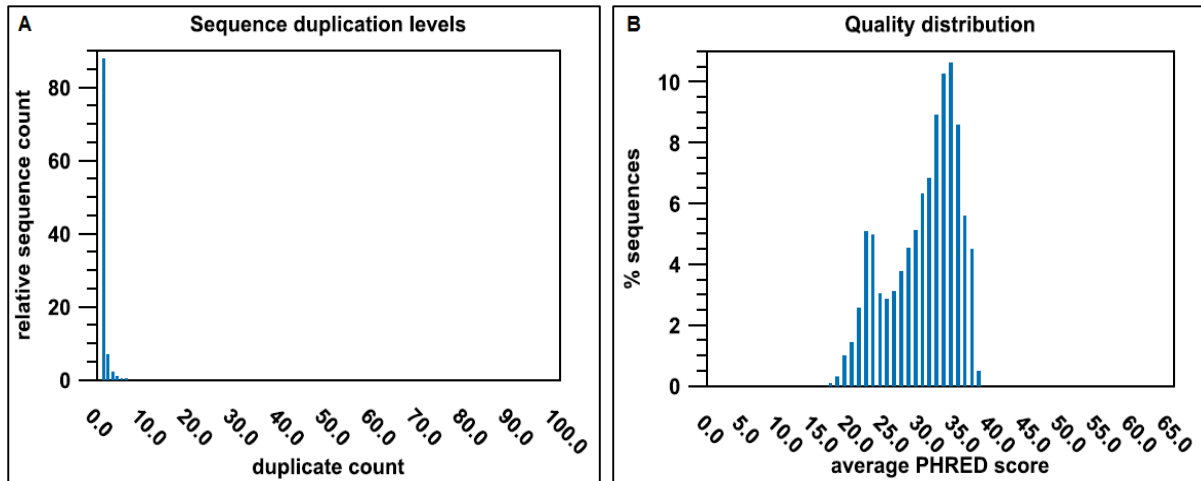 A Sequence duplication levels
relative sequence count
80
60
40
20
0
0.0 10.0 20.0 30.0 40.0 50.0 60.0 70.0 80.0 90.0 100.0
duplicate count
B Quality distribution
% sequences
10
8
6
4
2
0
0.0 5.0 10.0 15.0 20.0 25.0 30.0 35.0 40.0 45.0 50.0 55.0 60.0 65.0
average PHRED score